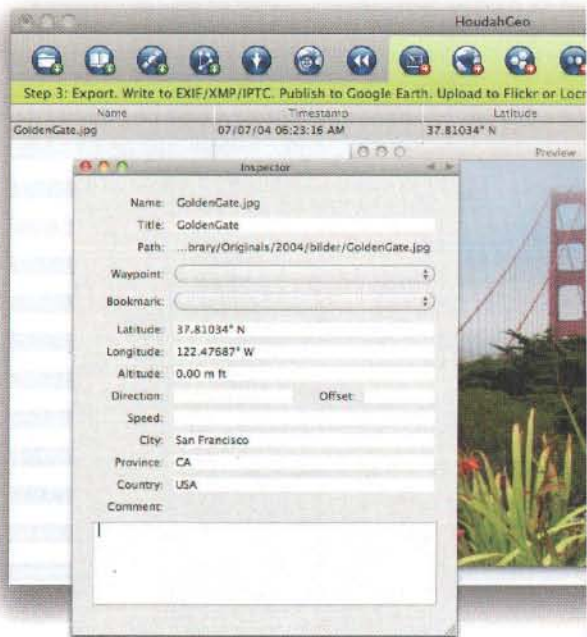 HoudahGeo
Step 3: Export. Write to EXIF/XMP/IPTC. Publish to Google Earth. Upload to Flickr or Locr
Name Timestamp Latitude
GoldenGate.jpg 07/07/04 06:23:16 AM 37.81034° N
Preview
Inspector
Name: GoldenGate.jpg
Title: GoldenGate
Path: ...brary/Originals/2004/bilder/GoldenGate.jpg
Waypoint:
Bookmark:
Latitude: 37.81034° N
Longitude: 122.47687° W
Altitude: 0.00 m ft
Direction: Offset:
Speed:
City: San Francisco
Province: CA
Country: USA
Comment: